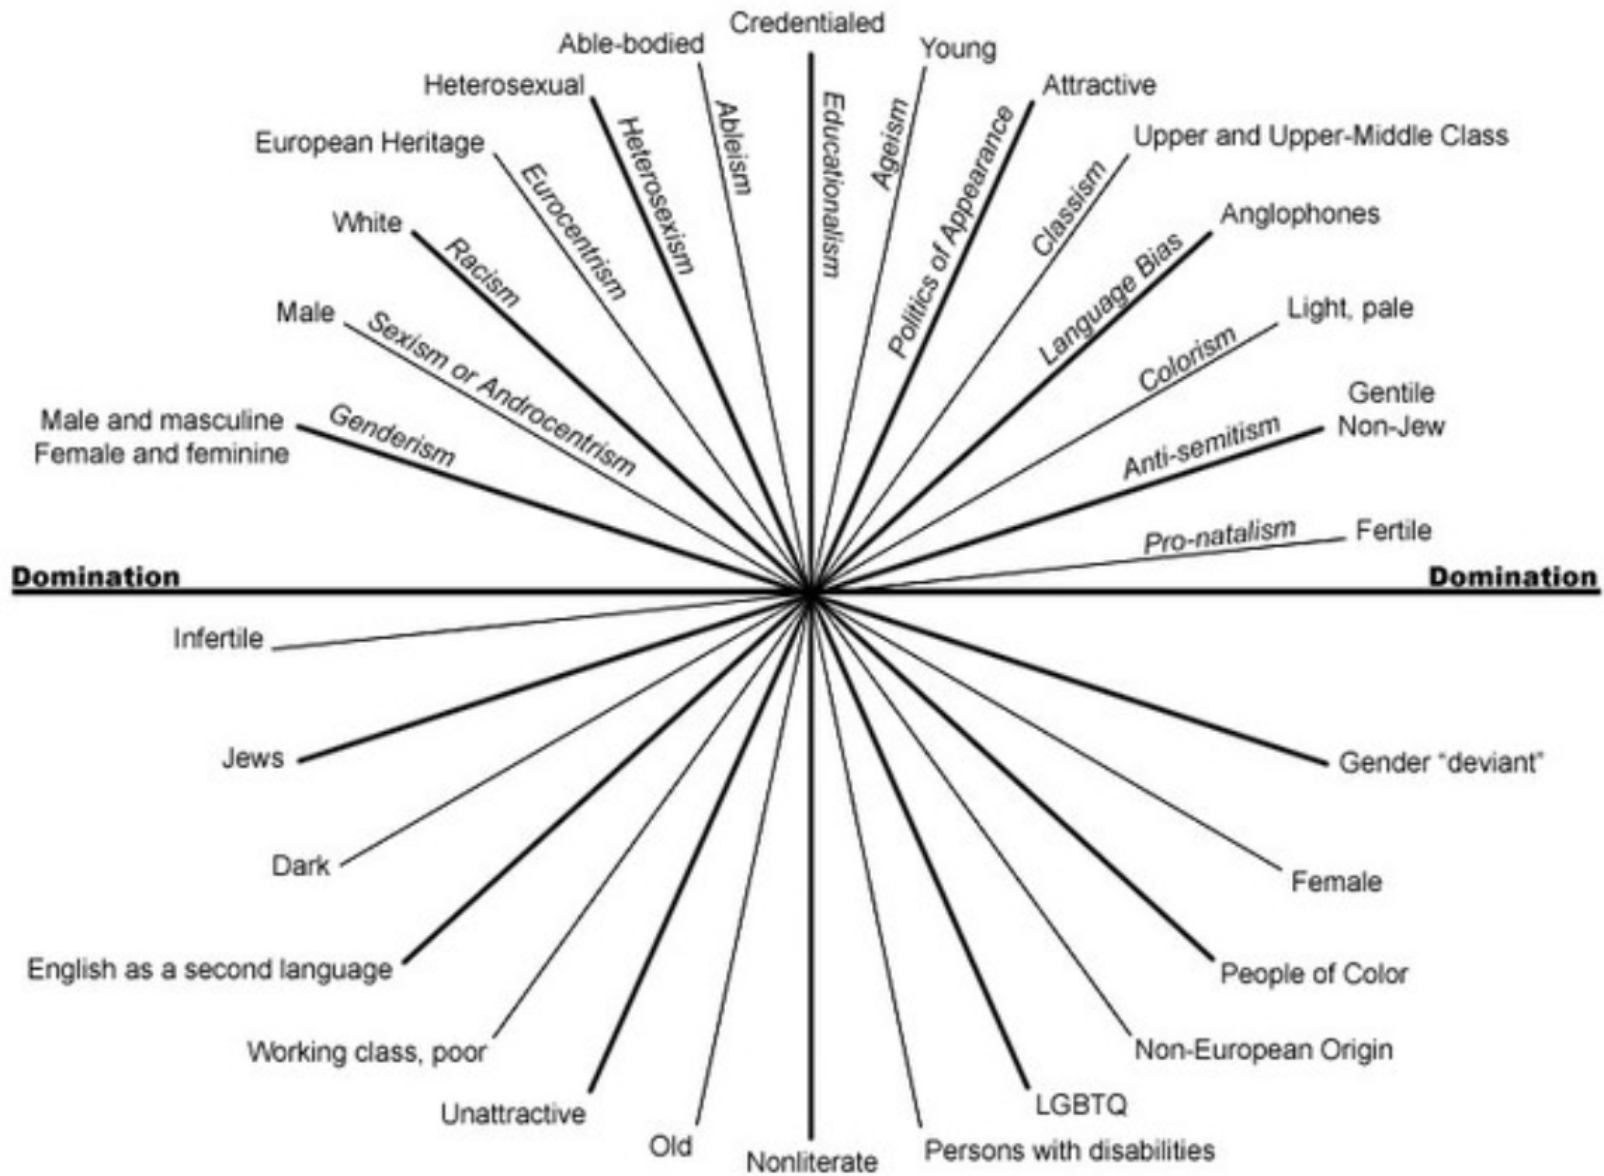 Credentialed
Able-bodied
Young
Heterosexual
Attractive
European Heritage
Upper and Upper-Middle Class
White
Anglophones
Male
Light, pale
Male and masculine
Female and feminine
Gentile
Non-Jew
Fertile
Genderism
Sexism or Androcentrism
Racism
Eurocentrism
Heterosexism
Ableism
Educationalism
Ageism
Politics of Appearance
Classism
Language Bias
Colorism
Anti-semitism
Pro-natalism
Domination
Domination
Infertile
Jews
Gender “deviant”
Dark
Female
English as a second language
People of Color
Working class, poor
Non-European Origin
Unattractive
LGBTQ
Old
Persons with disabilities
Nonliterate